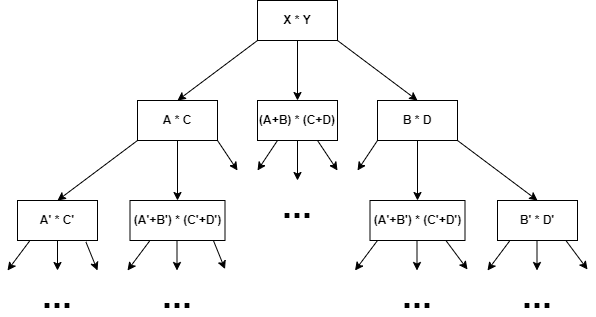 X * Y
A * C
(A+B) * (C+D)
B * D
A' * C'
(A'+B') * (C'+D')
...
(A'+B') * (C'+D')
B' * D'
...
...
...
...